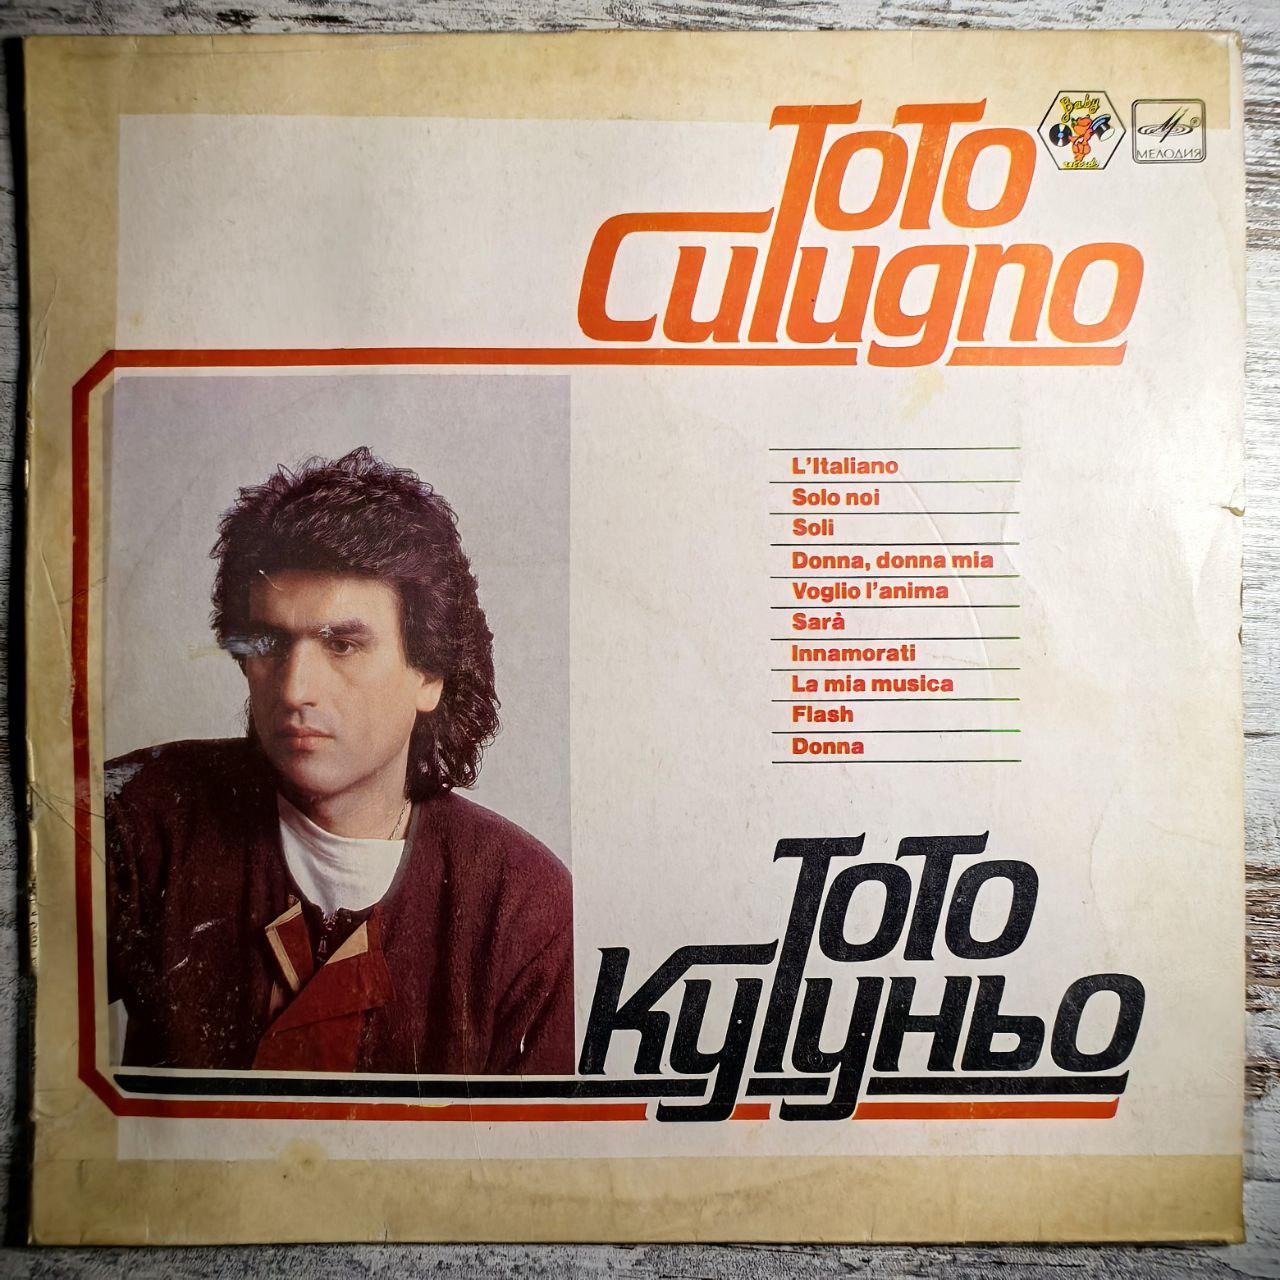 Toto
Cutugno
Baby
records
МЕЛОДИЯ
L'Italiano
Solo noi
Soli
Donna, donna mia
Voglio l'anima
Sarà
Innamorati
La mia musica
Flash
Donna
Тото
Кутуньо